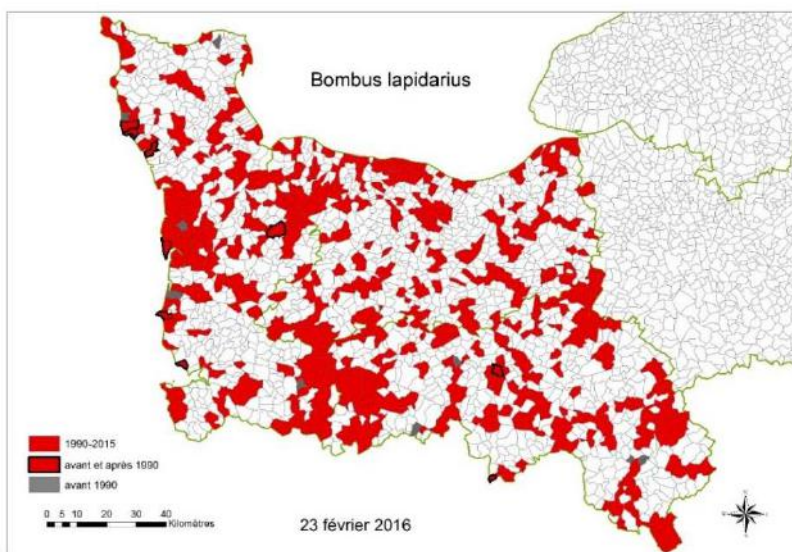 Bombus lapidarius
1990-2015
avant et après 1990
avant 1990
0 5 10 20 30 40
Kilomètres
23 février 2016